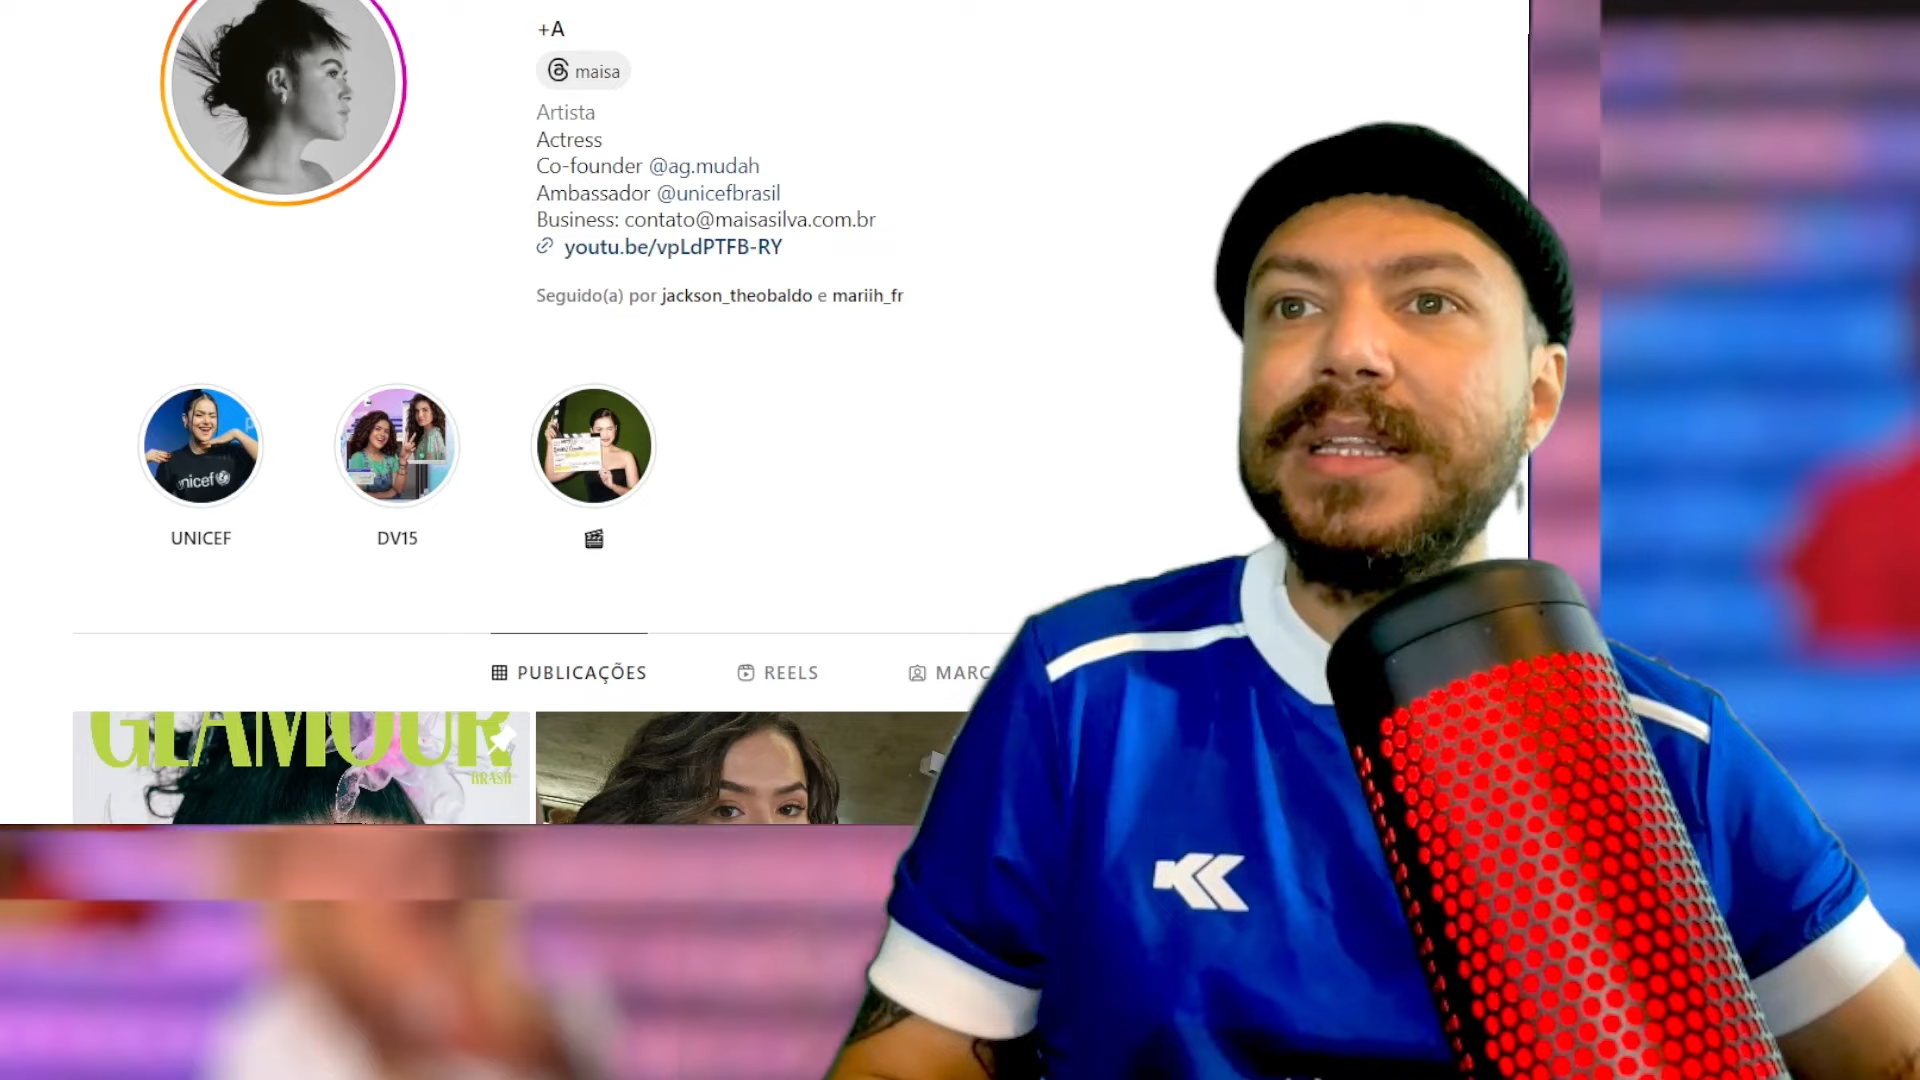 +A
maisa
Artista
Actress
Co-founder @ag.mudah
Ambassador @unicefbrasil
Business: contato@maisasilva.com.br
youtu.be/vpLdPTFB-RY
Seguido(a) por jackson_theobaldo e mariih_fr
unicef
UNICEF
DV15
PUBLICAÇÕES
REELS
MARC
GLAMOUR
BRASIL